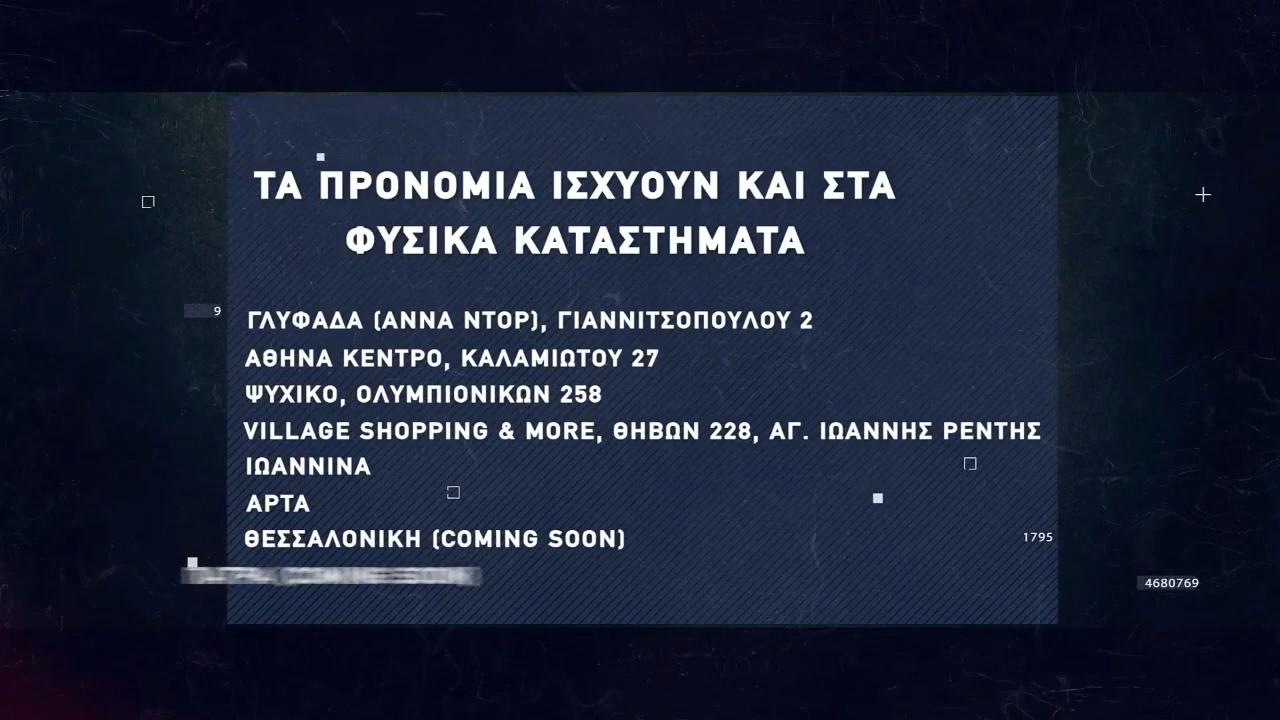 ΤΑ ΠΡΟΝΟΜΙΑ ΙΣΧΥΟΥΝ ΚΑΙ ΣΤΑ
ΦΥΣΙΚΑ ΚΑΤΑΣΤΗΜΑΤΑ
9
ΓΛΥΦΑΔΑ (ΑΝΝΑ ΝΤΟΡ), ΓΙΑΝΝΙΤΣΟΠΟΥΛΟΥ 2
ΑΘΗΝΑ ΚΕΝΤΡΟ, ΚΑΛΑΜΙΩΤΟΥ 27
ΨΥΧΙΚΟ, ΟΛΥΜΠΙΟΝΙΚΩΝ 258
VILLAGE SHOPPING & MORE, ΘΗΒΩΝ 228, ΑΓ. ΙΩΑΝΝΗΣ ΡΕΝΤΗΣ
ΙΩΑΝΝΙΝΑ
ΑΡΤΑ
ΘΕΣΣΑΛΟΝΙΚΗ (COMING SOON)
1795
4680769